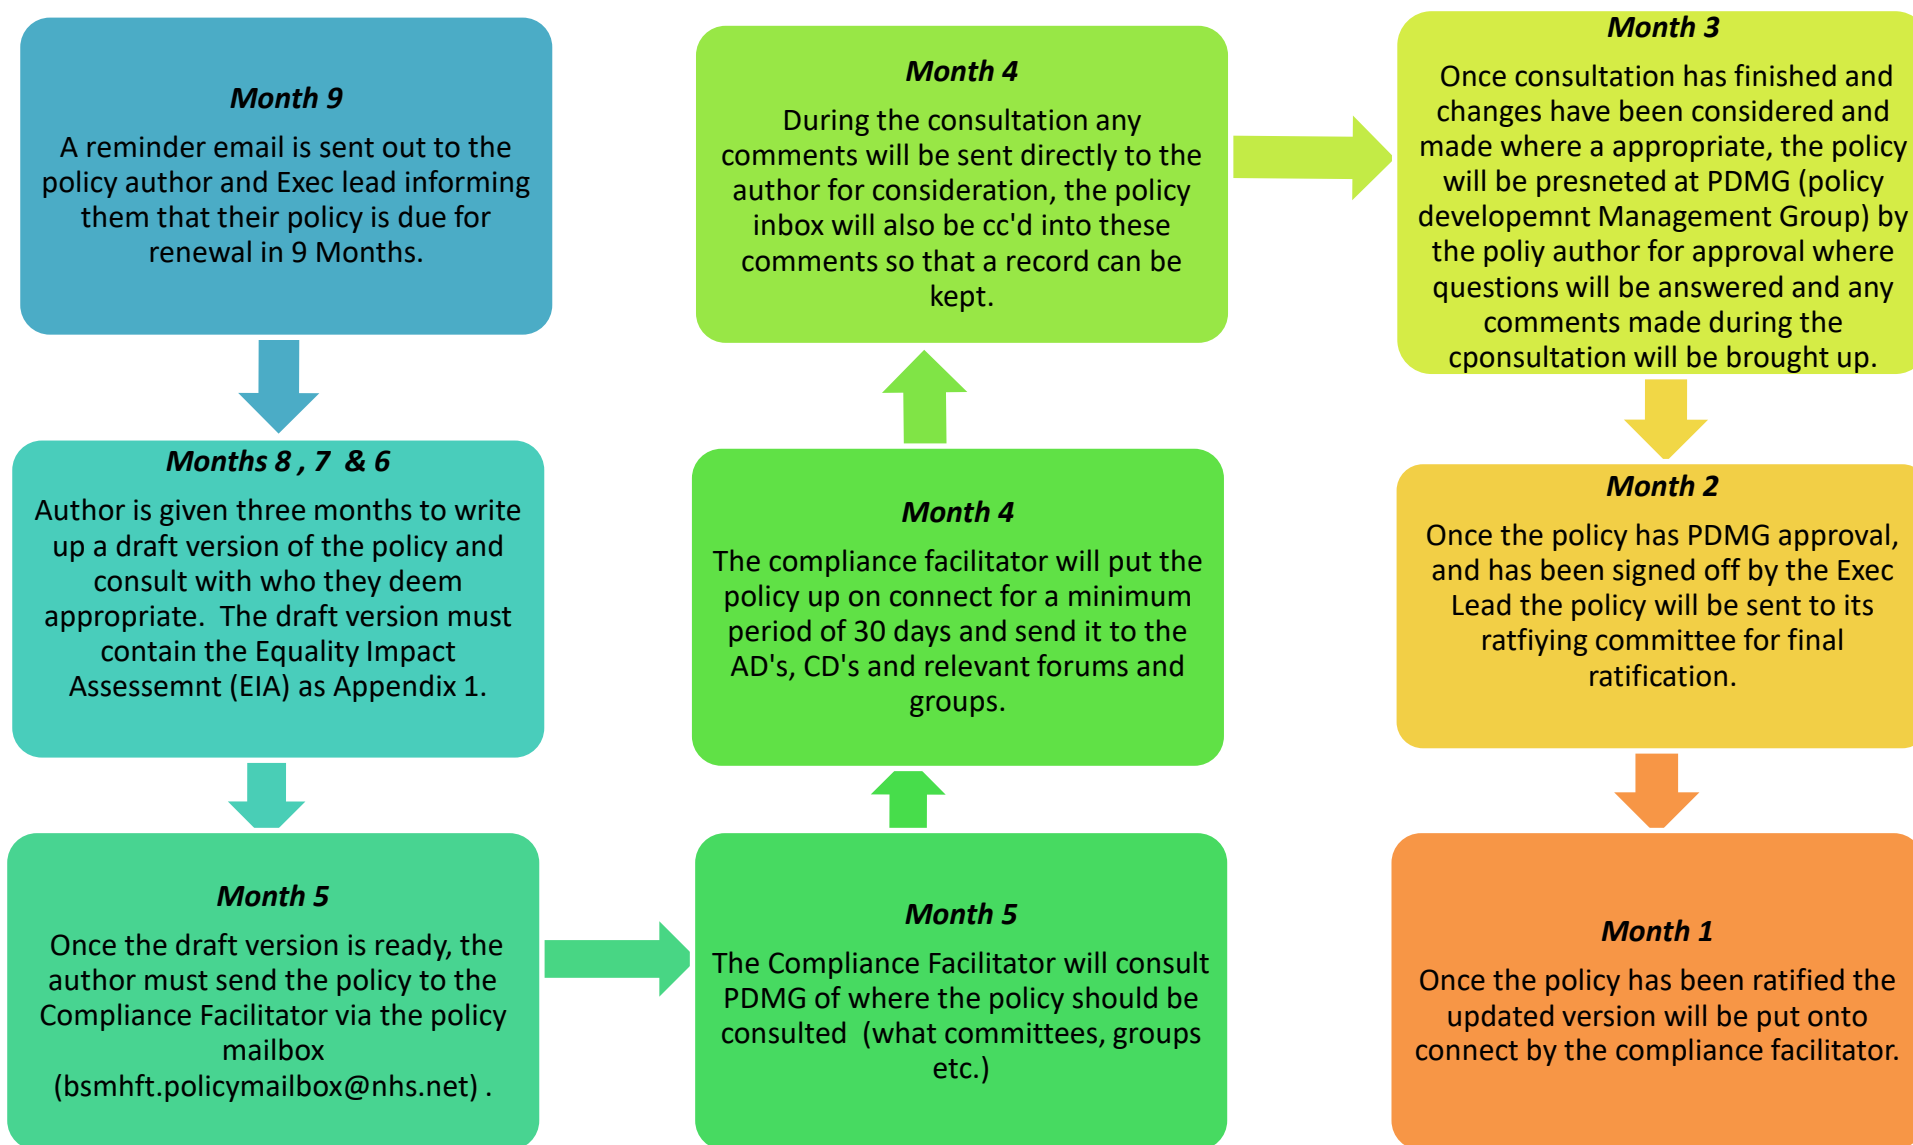 Month 9
A reminder email is sent out to the
policy author and Exec lead informing
them that their policy is due for
renewal in 9 Months.
Months 8 , 7  & 6
Author is given three months to write
up a draft version of the policy and
consult with who they deem
appropriate.  The draft version must
contain the Equality Impact
Assessemnt (EIA) as Appendix 1.
Month 5
Once the draft version is ready, the
author must send the policy to the
Compliance Facilitator via the policy
mailbox
(bsmhft.policymailbox@nhs.net) .
Month 5
The Compliance Facilitator will consult
PDMG of where the policy should be
consulted  (what committees, groups
etc.)
Month 4
The compliance facilitator will put the
policy up on connect for a minimum
period of 30 days and send it to the
AD's, CD's and relevant forums and
groups.
Month 4
During the consultation any
comments will be sent directly to the
author for consideration, the policy
inbox will also be cc'd into these
comments so that a record can be
kept.
Month 3
Once consultation has finished and
changes have been considered and
made where a appropriate, the policy
will be presneted at PDMG (policy
developemnt Management Group) by
the poliy author for approval where
questions will be answered and any
comments made during the
cponsultation will be brought up.
Month 2
Once the policy has PDMG approval,
and has been signed off by the Exec
Lead the policy will be sent to its
ratfiying committee for final
ratification.
Month 1
Once the policy has been ratified the
updated version will be put onto
connect by the compliance facilitator.